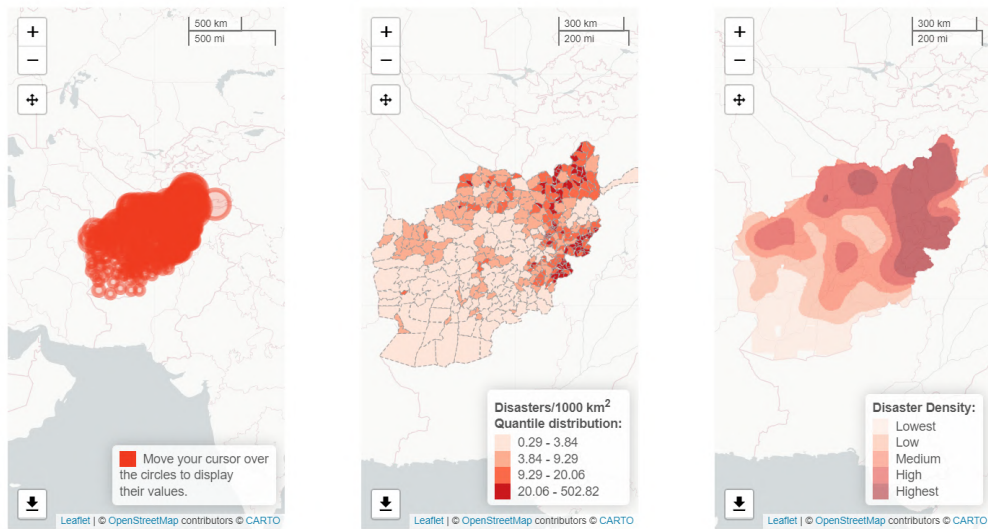 +
−
500 km
500 mi
Move your cursor over
the circles to display
their values.
Leaflet | © OpenStreetMap contributors © CARTO
+
−
300 km
200 mi
Disasters/1000 km²
Quantile distribution:
0.29 - 3.84
3.84 - 9.29
9.29 - 20.06
20.06 - 502.82
Leaflet | © OpenStreetMap contributors © CARTO
+
−
300 km
200 mi
Disaster Density:
Lowest
Low
Medium
High
Highest
Leaflet | © OpenStreetMap contributors © CARTO